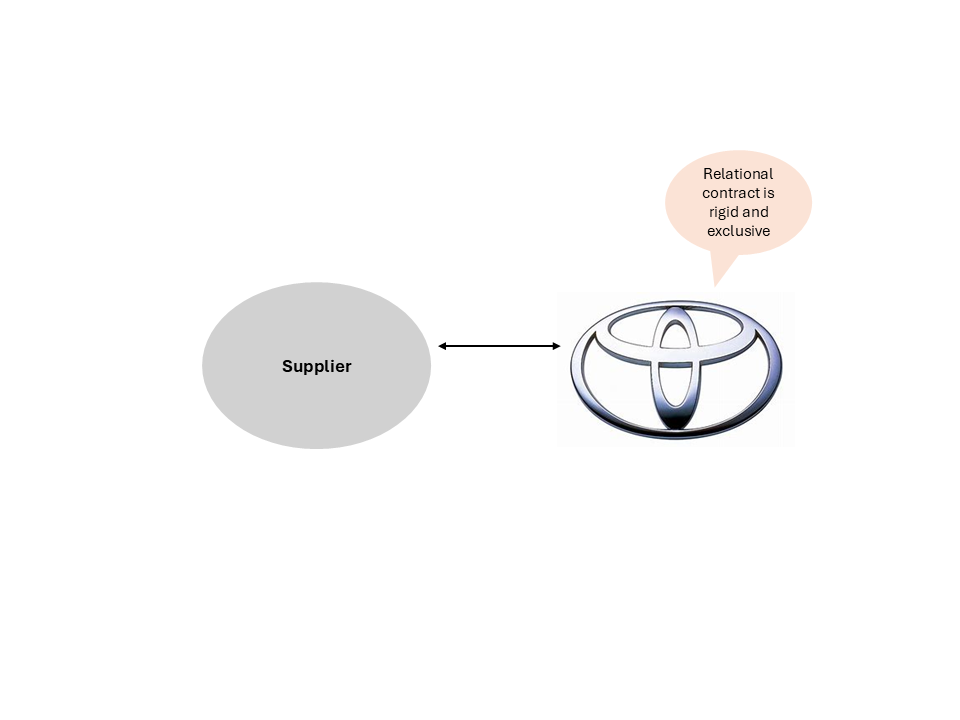 Relational
contract is
rigid and
exclusive
Supplier